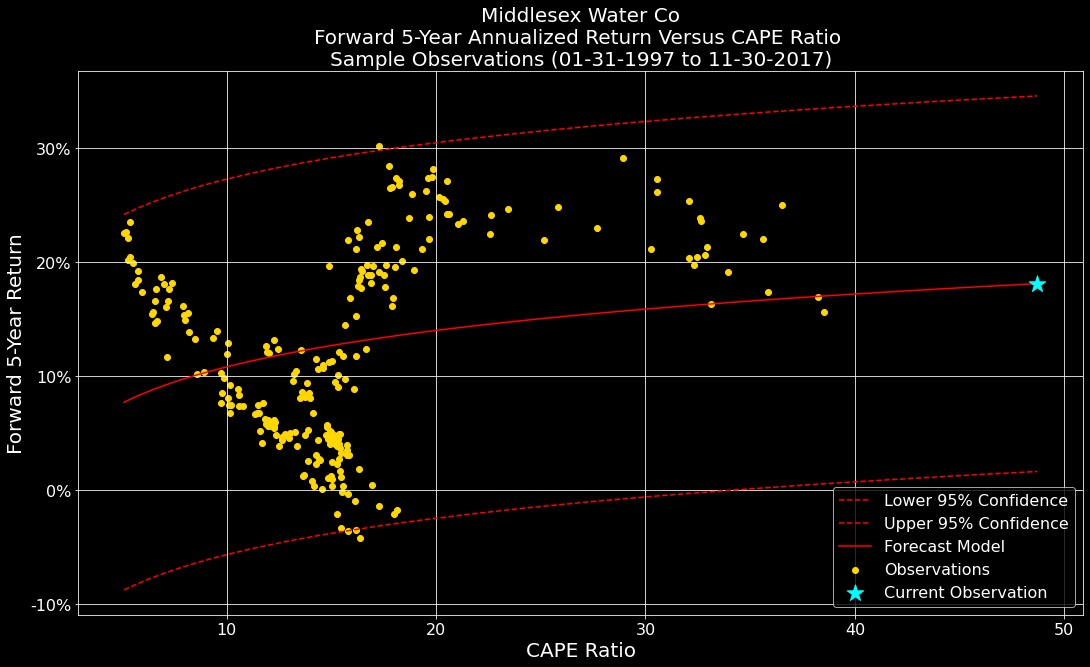 Middlesex Water Co
Forward 5-Year Annualized Return Versus CAPE Ratio
Sample Observations (01-31-1997 to 11-30-2017)
Forward 5-Year Return
30%
20%
10%
0%
-10%
10
20
30
40
50
CAPE Ratio
Lower 95% Confidence
Upper 95% Confidence
Forecast Model
Observations
Current Observation